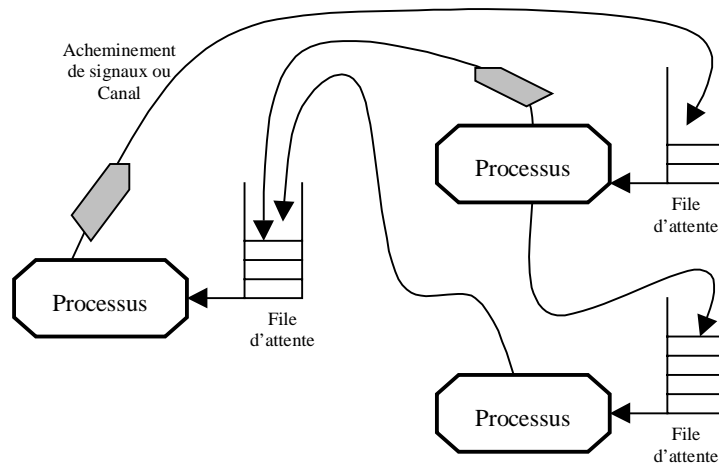 Acheminement
de signaux ou
Canal
Processus
File
d'attente
Processus
File
d'attente
Processus
File
d'attente